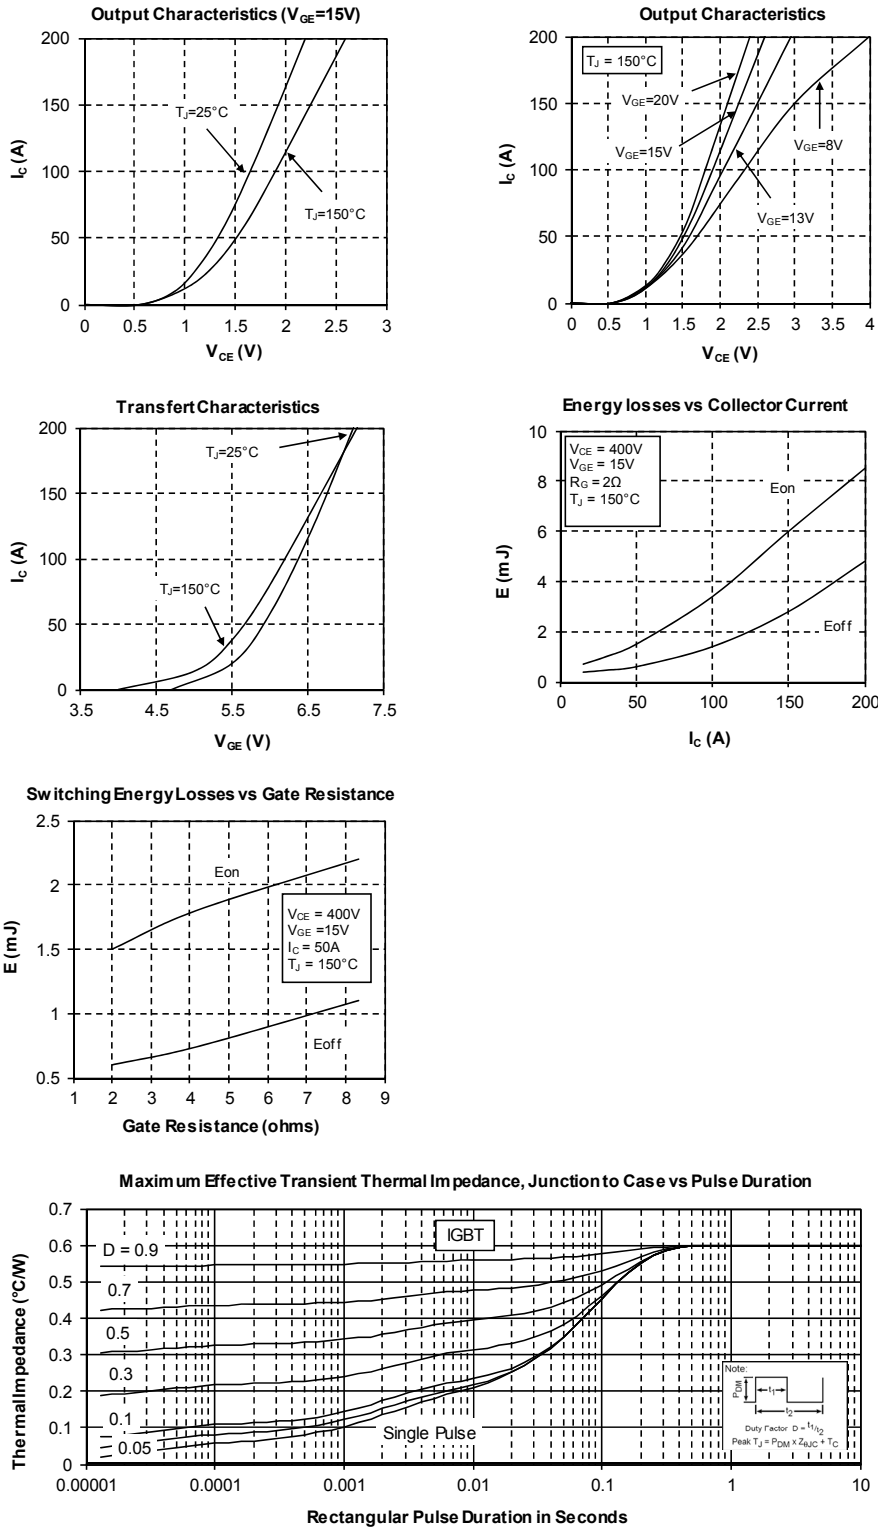 Output Characteristics (VGE=15V)
200
150
100
50
0
0 0.5 1 1.5 2 2.5 3
IC (A)
VCE (V)
TJ=25°C
TJ=150°C
Output Characteristics
200
150
100
50
0
0 0.5 1 1.5 2 2.5 3 3.5 4
IC (A)
VCE (V)
TJ = 150°C
VGE=20V
VGE=15V
VGE=8V
VGE=13V
Transfert Characteristics
200
150
100
50
0
3.5 4.5 5.5 6.5 7.5
IC (A)
VGE (V)
TJ=25°C
TJ=150°C
Energy losses vs Collector Current
10
8
6
4
2
0
0 50 100 150 200
E (mJ)
IC (A)
VCE = 400V
VGE = 15V
RG = 2Ω
TJ = 150°C
Eon
Eoff
Switching Energy Losses vs Gate Resistance
2.5
2
1.5
1
0.5
1 2 3 4 5 6 7 8 9
E (mJ)
Gate Resistance (ohms)
Eon
VCE = 400V
VGE =15V
IC = 50A
TJ = 150°C
Eoff
Maximum Effective Transient Thermal Impedance, Junction to Case vs Pulse Duration
0.7
0.6
0.5
0.4
0.3
0.2
0.1
0
0.00001 0.0001 0.001 0.01 0.1 1 10
Thermal Impedance (°C/W)
Rectangular Pulse Duration in Seconds
IGBT
D = 0.9
0.7
0.5
0.3
0.1
0.05
Single Pulse
Note:
PDM
t1
t2
Duty Factor D = t1/t2
Peak TJ = PDM x ZθJC + TC